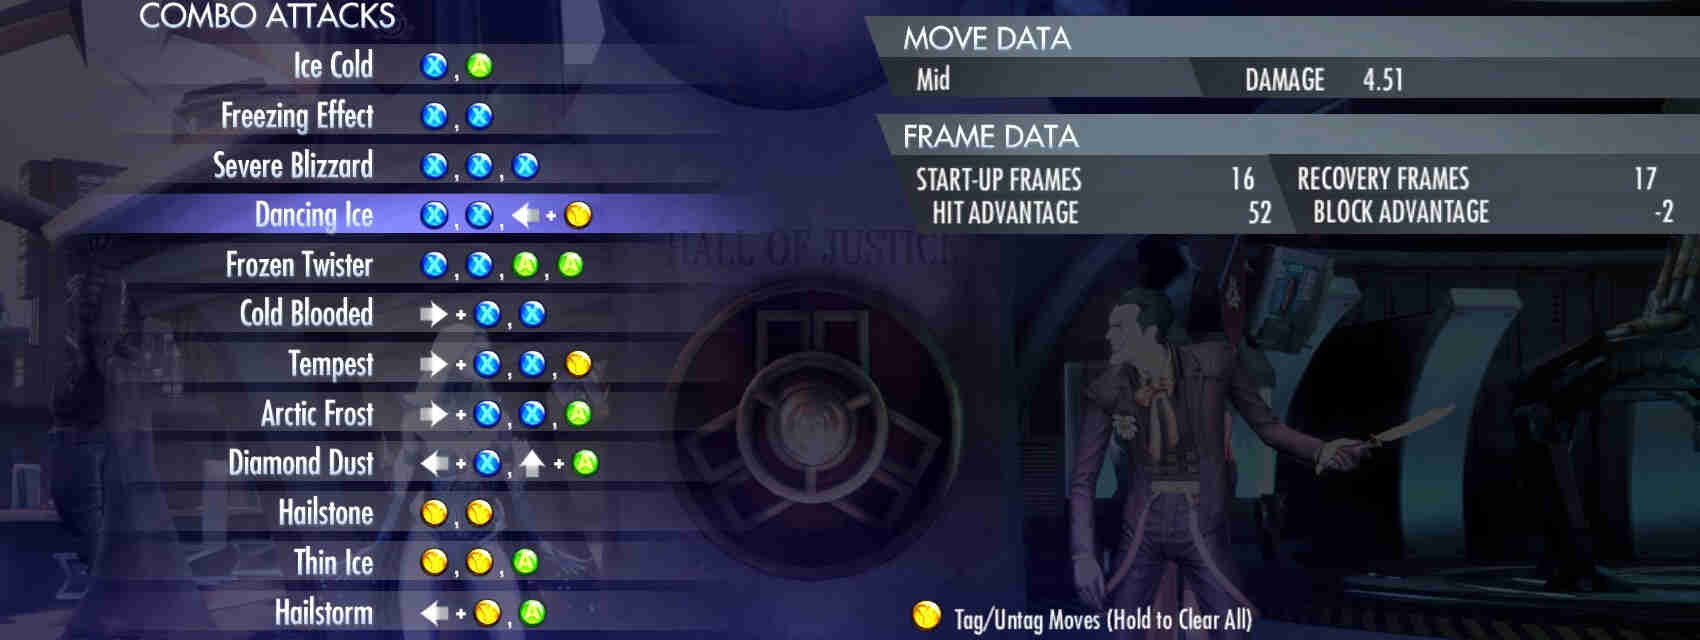 COMBO ATTACKS
Ice Cold X , A
Freezing Effect X , X
Severe Blizzard X , X , X
Dancing Ice X , X , + Y
Frozen Twister X , X , A , A
Cold Blooded + X , X
Tempest + X , X , Y
Arctic Frost + X , X , A
Diamond Dust + X , + A
Hailstone Y , Y
Thin Ice Y , Y , A
Hailstorm + Y , A
MOVE DATA
Mid DAMAGE 4.51
FRAME DATA
START-UP FRAMES 16 RECOVERY FRAMES 17
HIT ADVANTAGE 52 BLOCK ADVANTAGE -2
HALL OF JUSTICE
Y Tag/Untag Moves (Hold to Clear All)